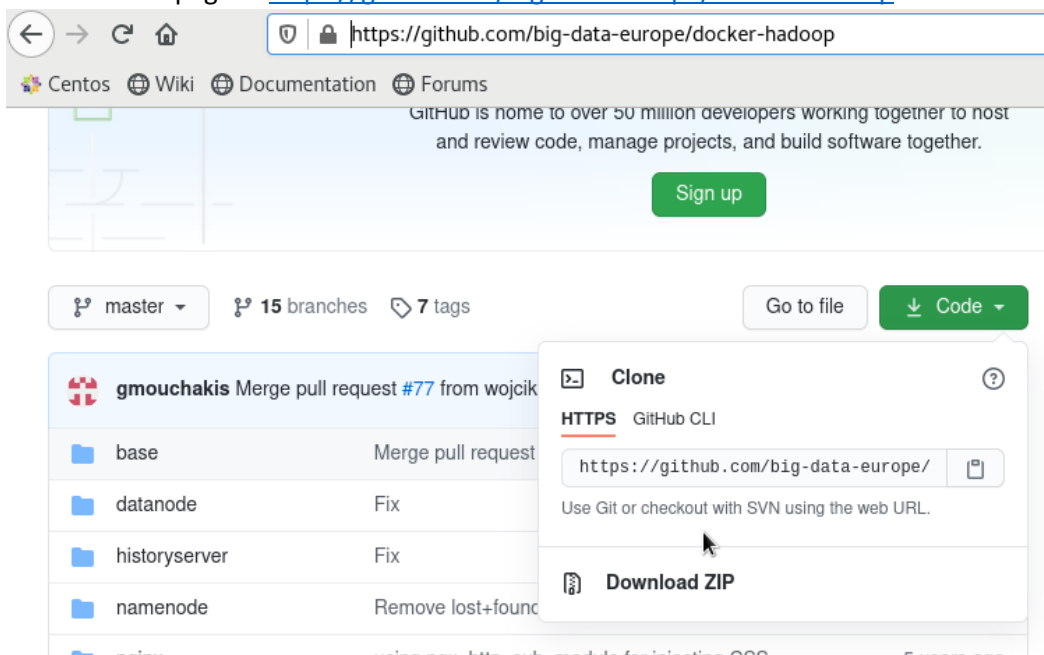 https://github.com/big-data-europe/docker-hadoop
Centos Wiki Documentation Forums
GitHub is home to over 50 million developers working together to host
and review code, manage projects, and build software together.
Sign up
master 15 branches 7 tags Go to file Code
gmouchakis Merge pull request #77 from wojcik
Clone
HTTPS GitHub CLI
base Merge pull request
https://github.com/big-data-europe/
datanode Fix
Use Git or checkout with SVN using the web URL.
historyserver Fix
Download ZIP
namenode Remove lost+found
5 years ago